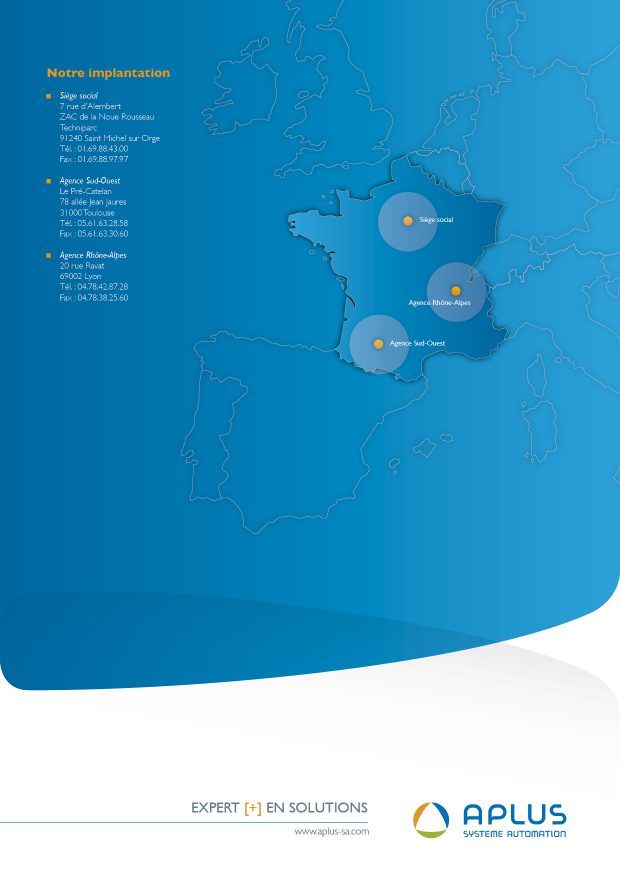 Notre implantation
Siège social
7 rue d'Alembert
ZAC de la Noue Rousseau
Techniparc
91240 Saint Michel sur Orge
Tél. : 01.69.88.43.00
Fax : 01.69.88.97.97
Agence Sud-Ouest
Le Pré-Catelan
78 allée Jean Jaures
31000 Toulouse
Tél. : 05.61.63.28.58
Fax : 05.61.63.30.60
Agence Rhône-Alpes
20 rue Ravat
69002 Lyon
Tél. : 04.78.42.87.28
Fax : 04.78.38.25.60
Siège social
Agence Rhône-Alpes
Agence Sud-Ouest
EXPERT [+] EN SOLUTIONS
www.aplus-sa.com
APLUS
SYSTEME AUTOMATION